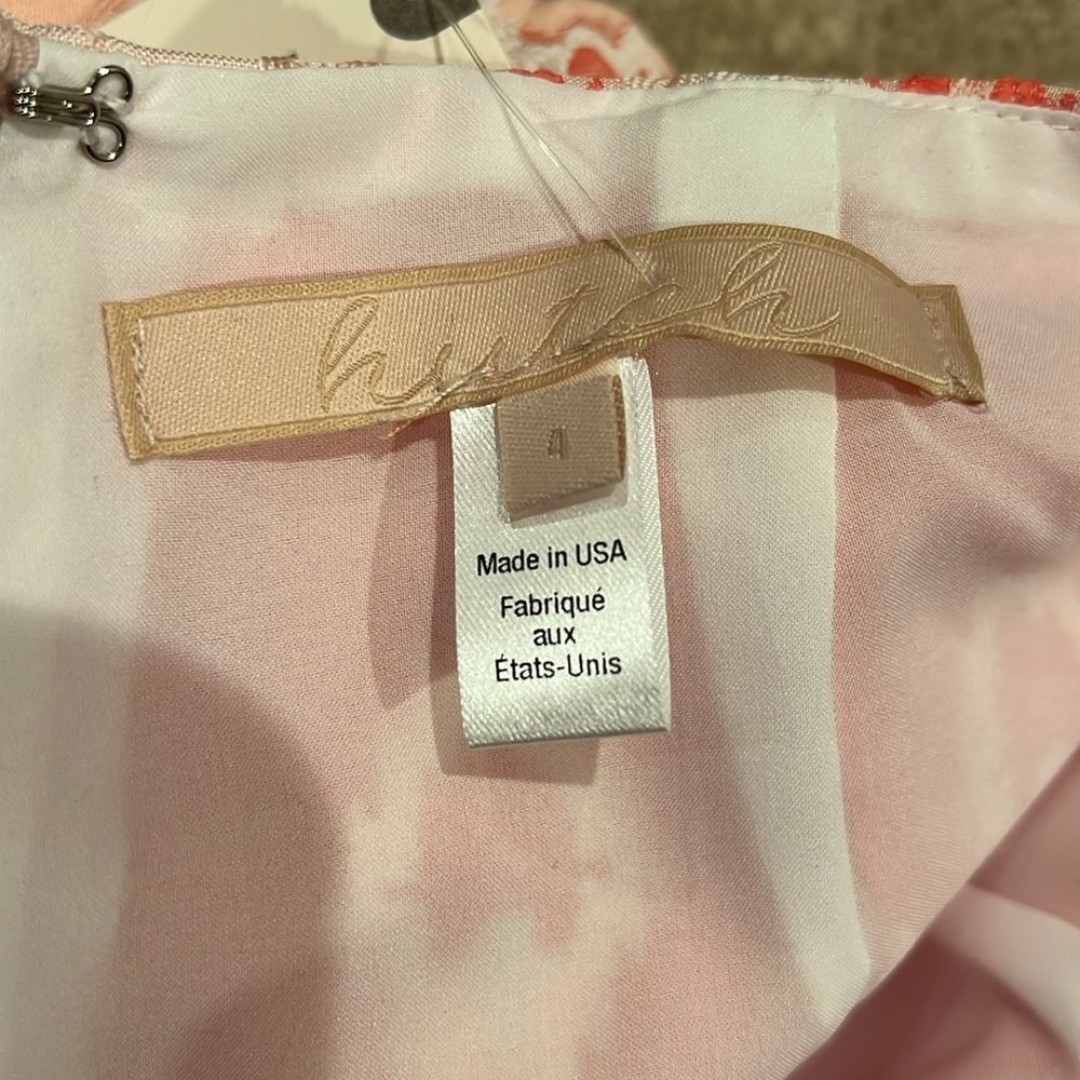 hutch
4
Made in USA
Fabriqué
aux
États-Unis